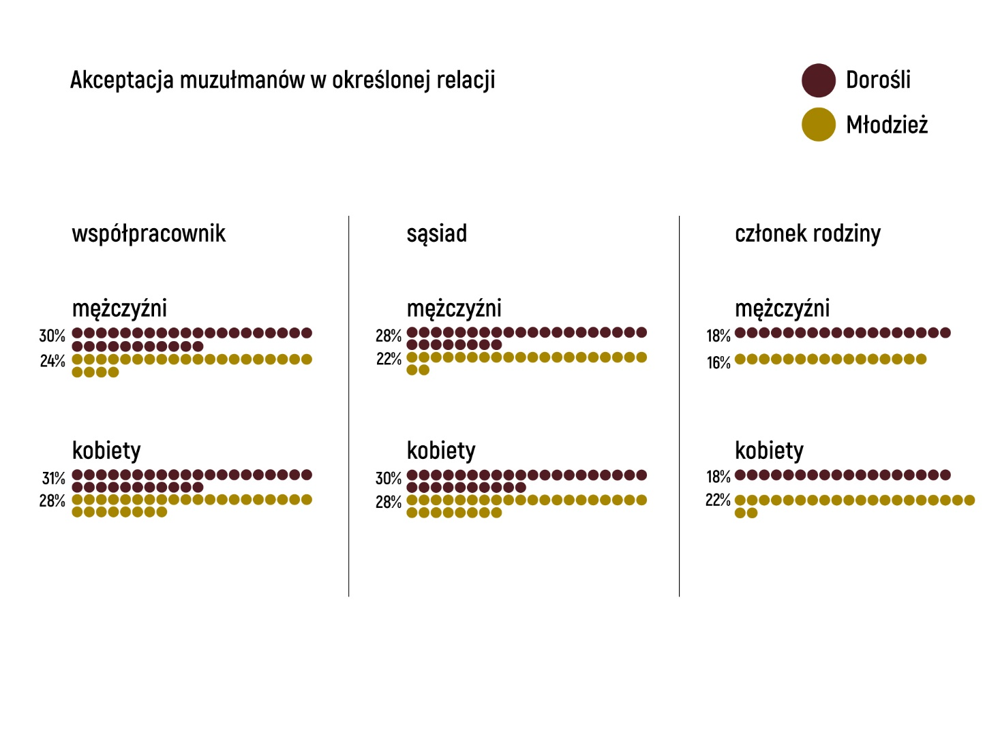 Akceptacja muzułmanów w określonej relacji
Dorośli
Młodzież
współpracownik
mężczyźni
30%
24%
kobiety
31%
28%
sąsiad
mężczyźni
28%
22%
kobiety
30%
28%
członek rodziny
mężczyźni
18%
16%
kobiety
18%
22%